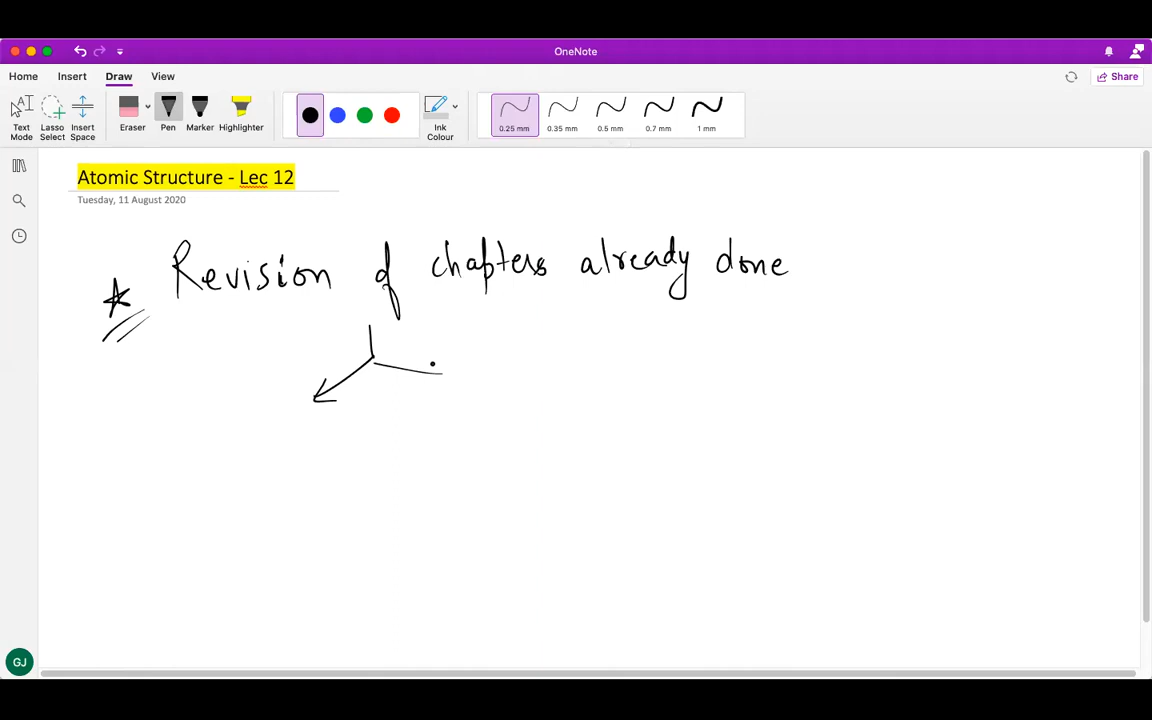 OneNote
Home Insert Draw View
Share
Text Mode
Lasso Select
Insert Space
Eraser
Pen
Marker
Highlighter
Ink Colour
0.25 mm
0.35 mm
0.5 mm
0.7 mm
1 mm
Atomic Structure - Lec 12
Tuesday, 11 August 2020
Revision of chapters already done
GJ